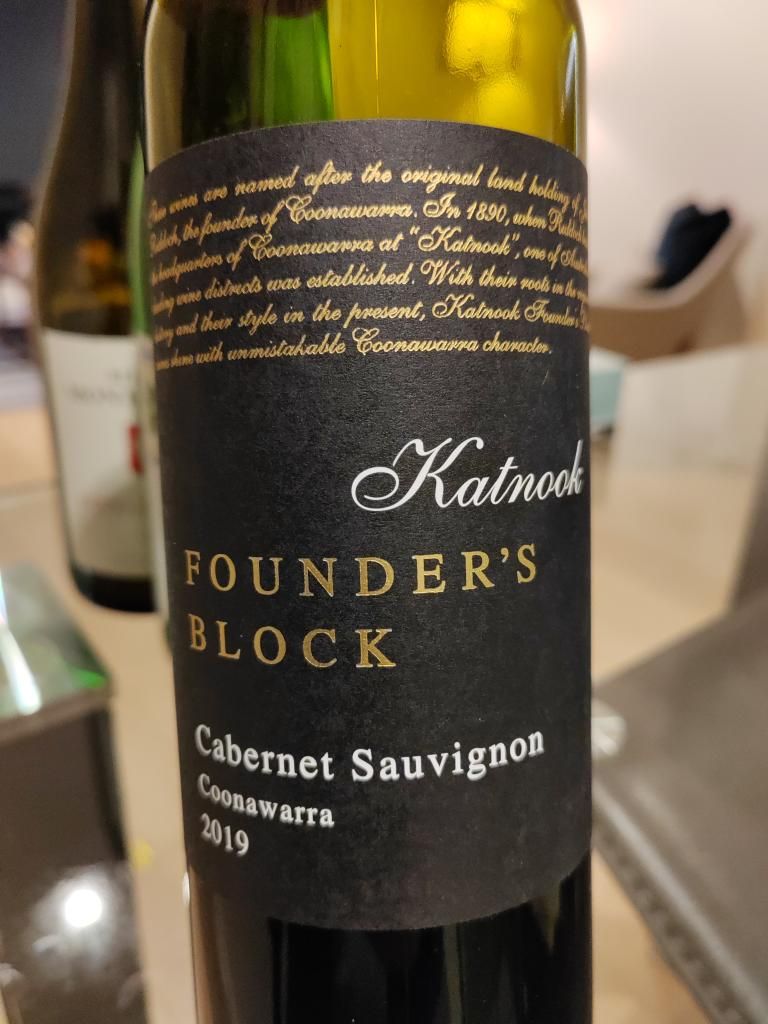 wines are named after the original land holding of
the founder of Coonawarra. In 1890, when
headquarters of Coonawarra at "Katnook", one of
wine districts was established. With their roots in the
and their style in the present, Katnook Founder's
shine with unmistakable Coonawarra character.
Katnook
FOUNDER'S
BLOCK
Cabernet Sauvignon
Coonawarra
2019